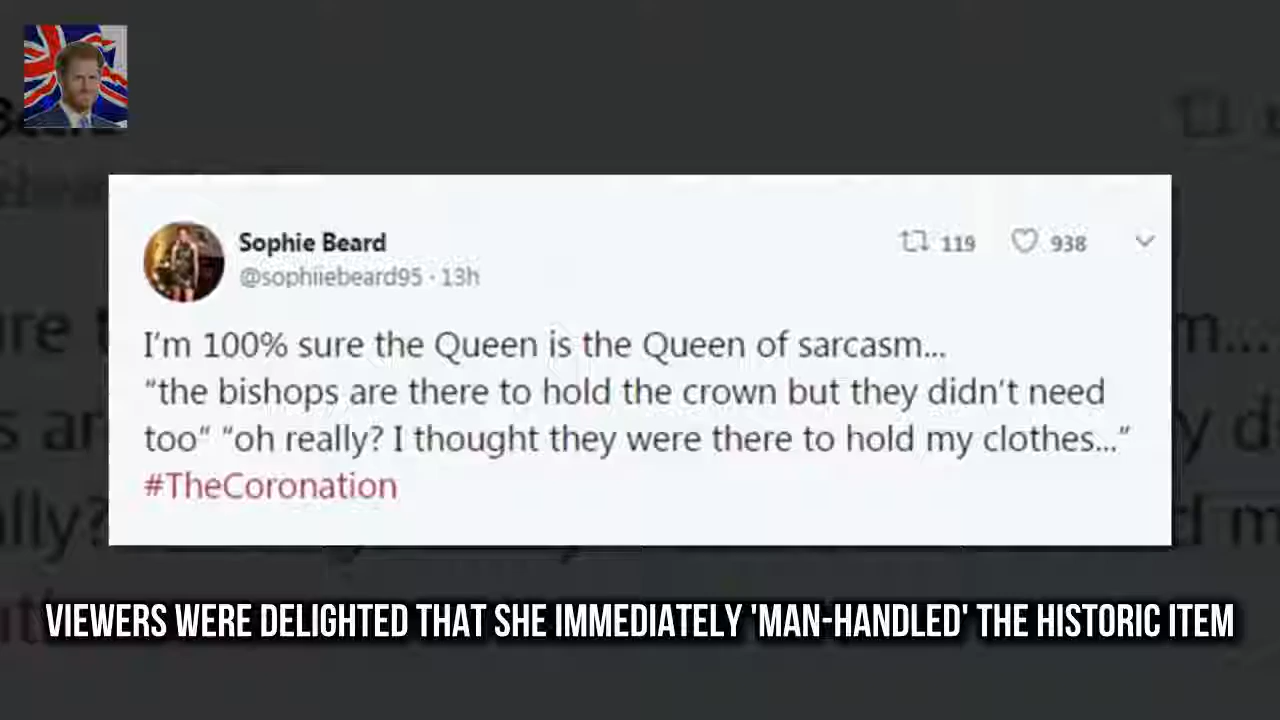 Sophie Beard
119 938
@sophiiebeard95 · 13h
I'm 100% sure the Queen is the Queen of sarcasm...
“the bishops are there to hold the crown but they didn't need
too” “oh really? I thought they were there to hold my clothes...”
#TheCoronation
VIEWERS WERE DELIGHTED THAT SHE IMMEDIATELY 'MAN-HANDLED' THE HISTORIC ITEM